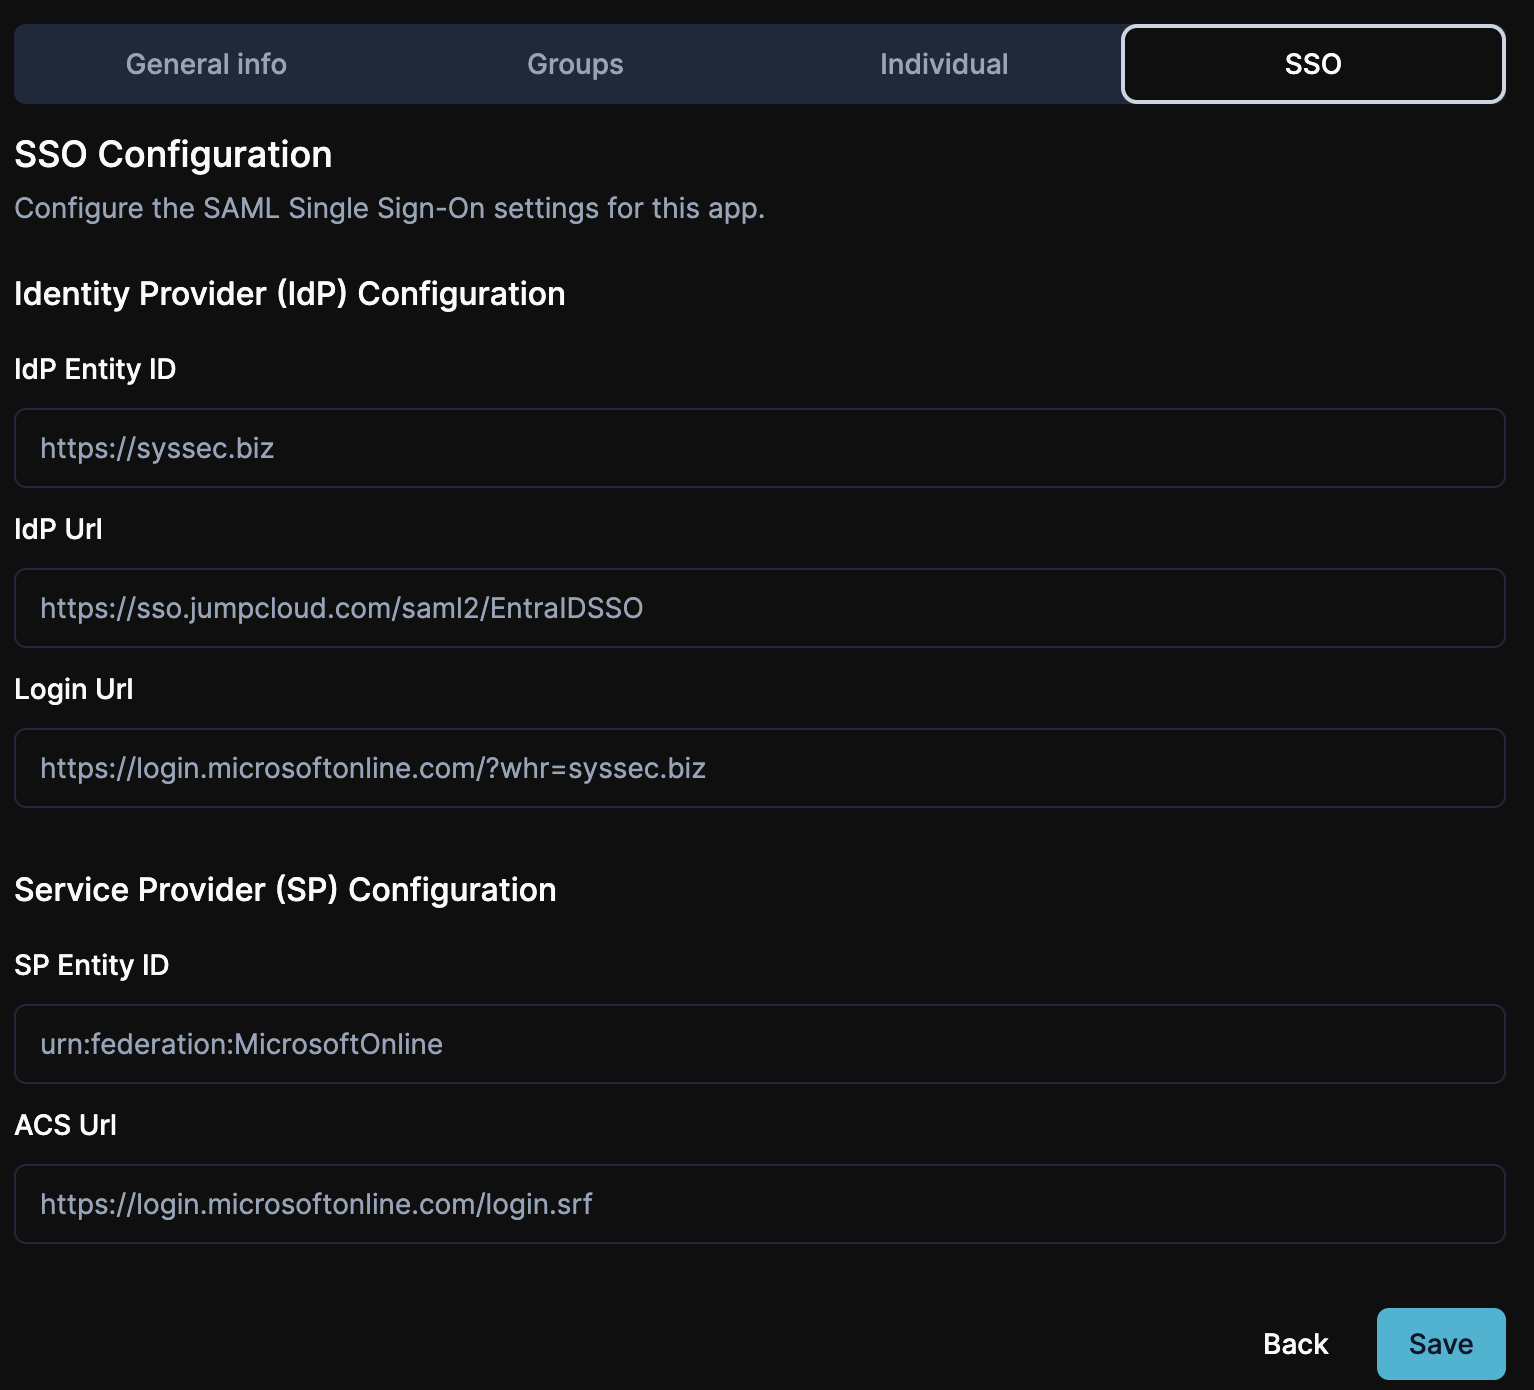 General info
Groups
Individual
SSO
SSO Configuration
Configure the SAML Single Sign-On settings for this app.
Identity Provider (IdP) Configuration
IdP Entity ID
https://syssec.biz
IdP Url
https://sso.jumpcloud.com/saml2/EntraIDSSO
Login Url
https://login.microsoftonline.com/?whr=syssec.biz
Service Provider (SP) Configuration
SP Entity ID
urn:federation:MicrosoftOnline
ACS Url
https://login.microsoftonline.com/login.srf
Back
Save